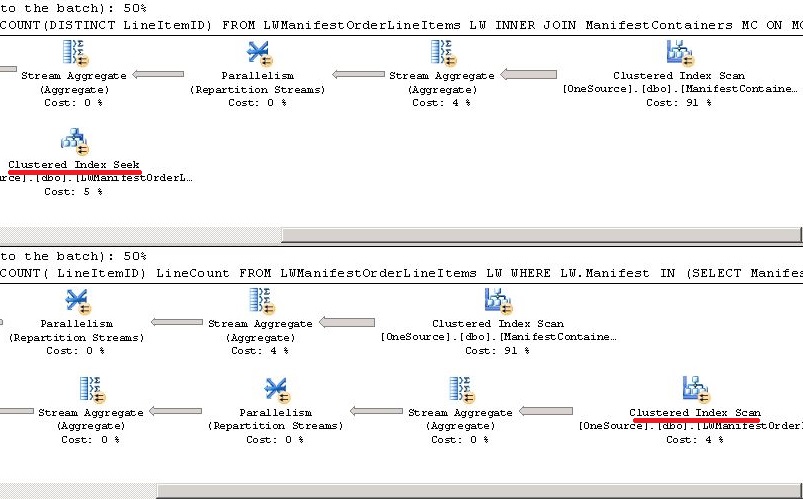 to the batch): 50%
COUNT(DISTINCT LineItemID) FROM LWManifestOrderLineItems LW INNER JOIN ManifestContainers MC ON
Stream Aggregate
(Aggregate)
Cost: 0 %
Parallelism
(Repartition Streams)
Cost: 0 %
Stream Aggregate
(Aggregate)
Cost: 4 %
Clustered Index Scan
[OneSource].[dbo].[ManifestContaine…
Cost: 91 %
Clustered Index Seek
rce].[dbo].[LWManifestOrderL…
Cost: 5 %
to the batch): 50%
COUNT( LineItemID) LineCount FROM LWManifestOrderLineItems LW WHERE LW.Manifest IN (SELECT Manifes
Parallelism
(Repartition Streams)
Cost: 0 %
Stream Aggregate
(Aggregate)
Cost: 4 %
Clustered Index Scan
[OneSource].[dbo].[ManifestContaine…
Cost: 91 %
Stream Aggregate
(Aggregate)
Cost: 0 %
Parallelism
(Repartition Streams)
Cost: 0 %
Stream Aggregate
(Aggregate)
Cost: 0 %
Clustered Index Scan
[OneSource].[dbo].[LWManifestOrder
Cost: 4 %